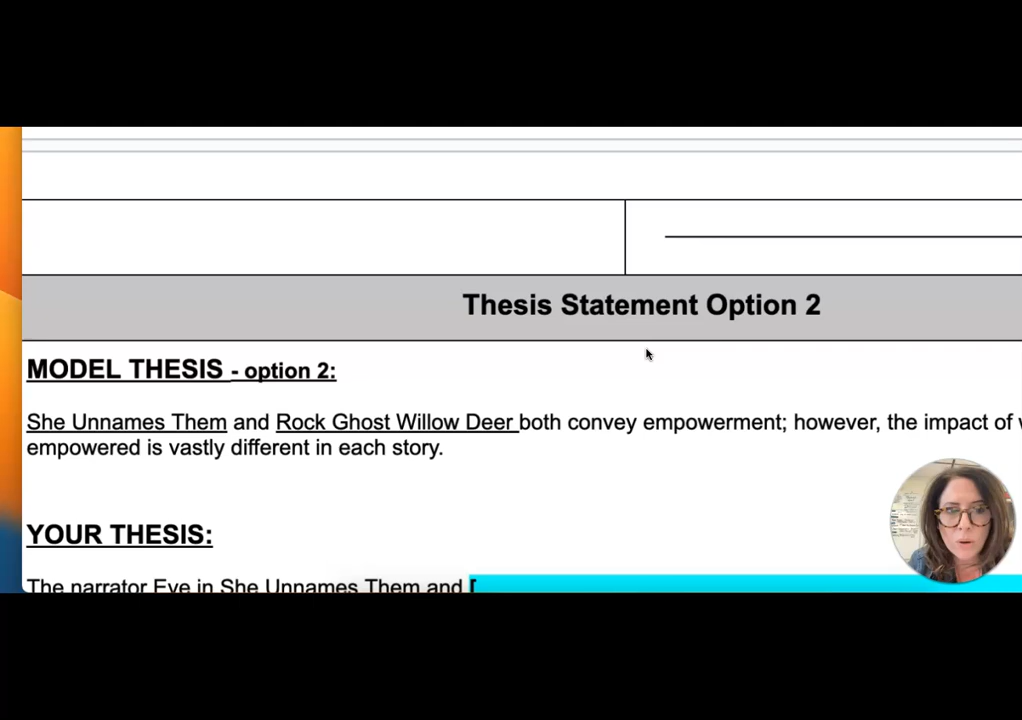 Thesis Statement Option 2
MODEL THESIS - option 2:
She Unnames Them and Rock Ghost Willow Deer both convey empowerment; however, the impact of
empowered is vastly different in each story.
YOUR THESIS:
The narrator Eve in She Unnames Them and [